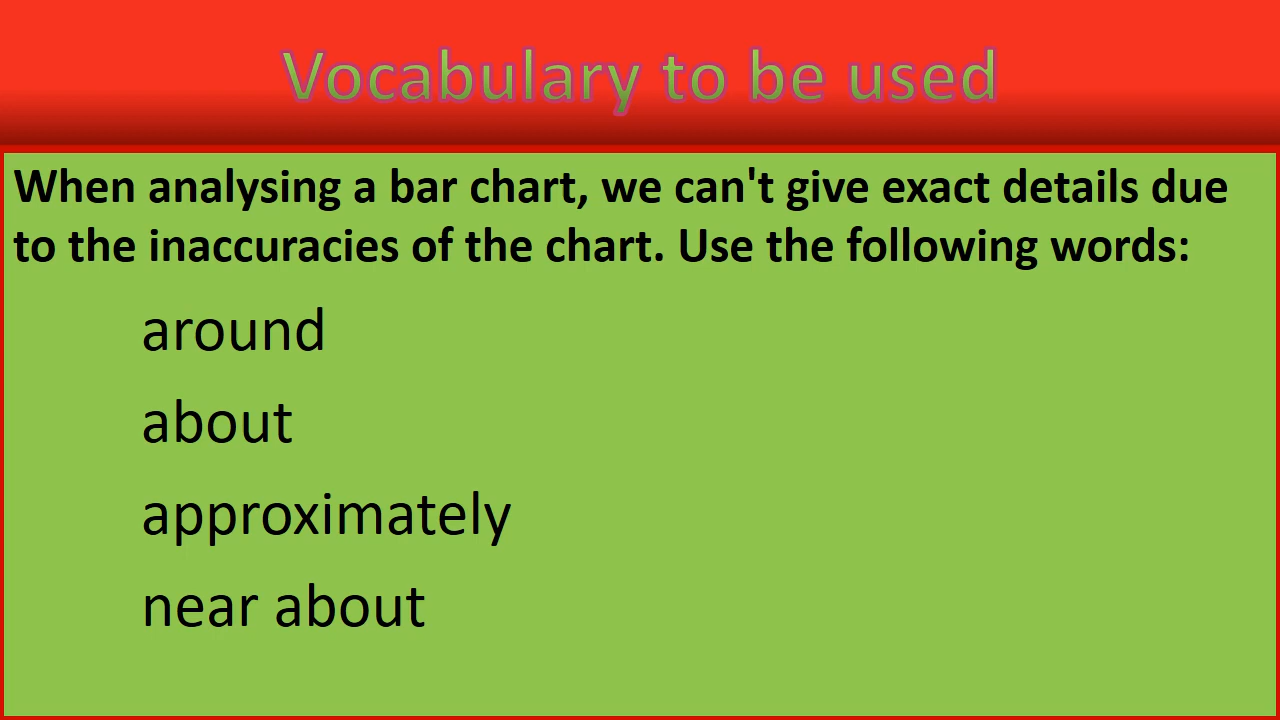 Vocabulary to be used
When analysing a bar chart, we can't give exact details due
to the inaccuracies of the chart. Use the following words:
around
about
approximately
near about